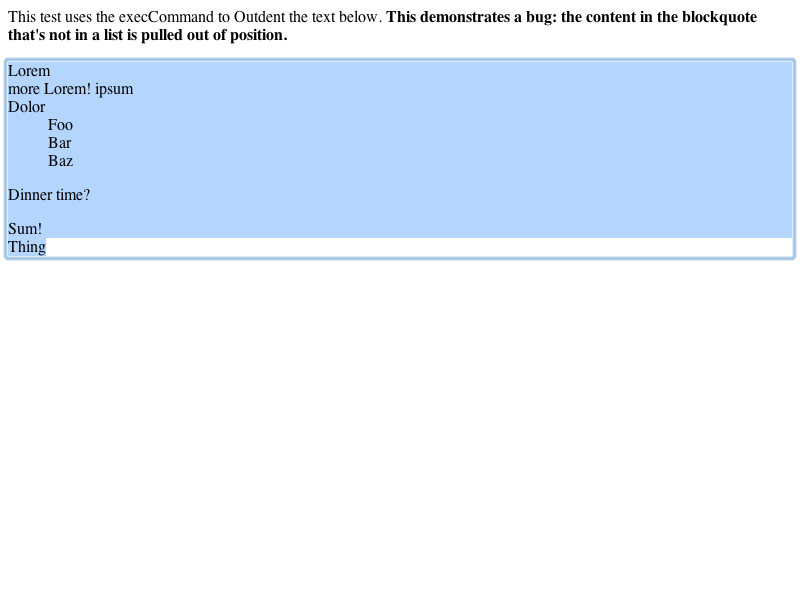 This test uses the execCommand to Outdent the text below. This demonstrates a bug: the content in the blockquote
that's not in a list is pulled out of position.
Lorem
more Lorem! ipsum
Dolor
Foo
Bar
Baz
Dinner time?
Sum!
Thing